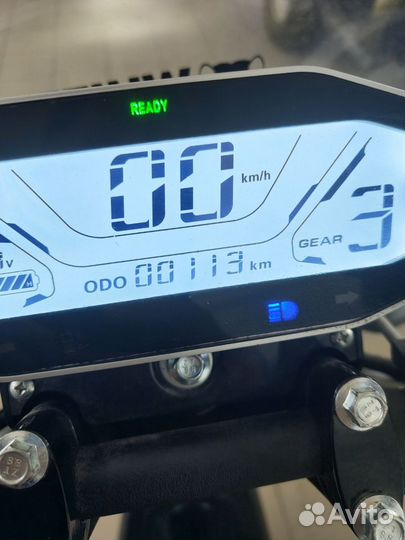 READY
00 km/h
V
GEAR 3
ODO 00113 km
Avito